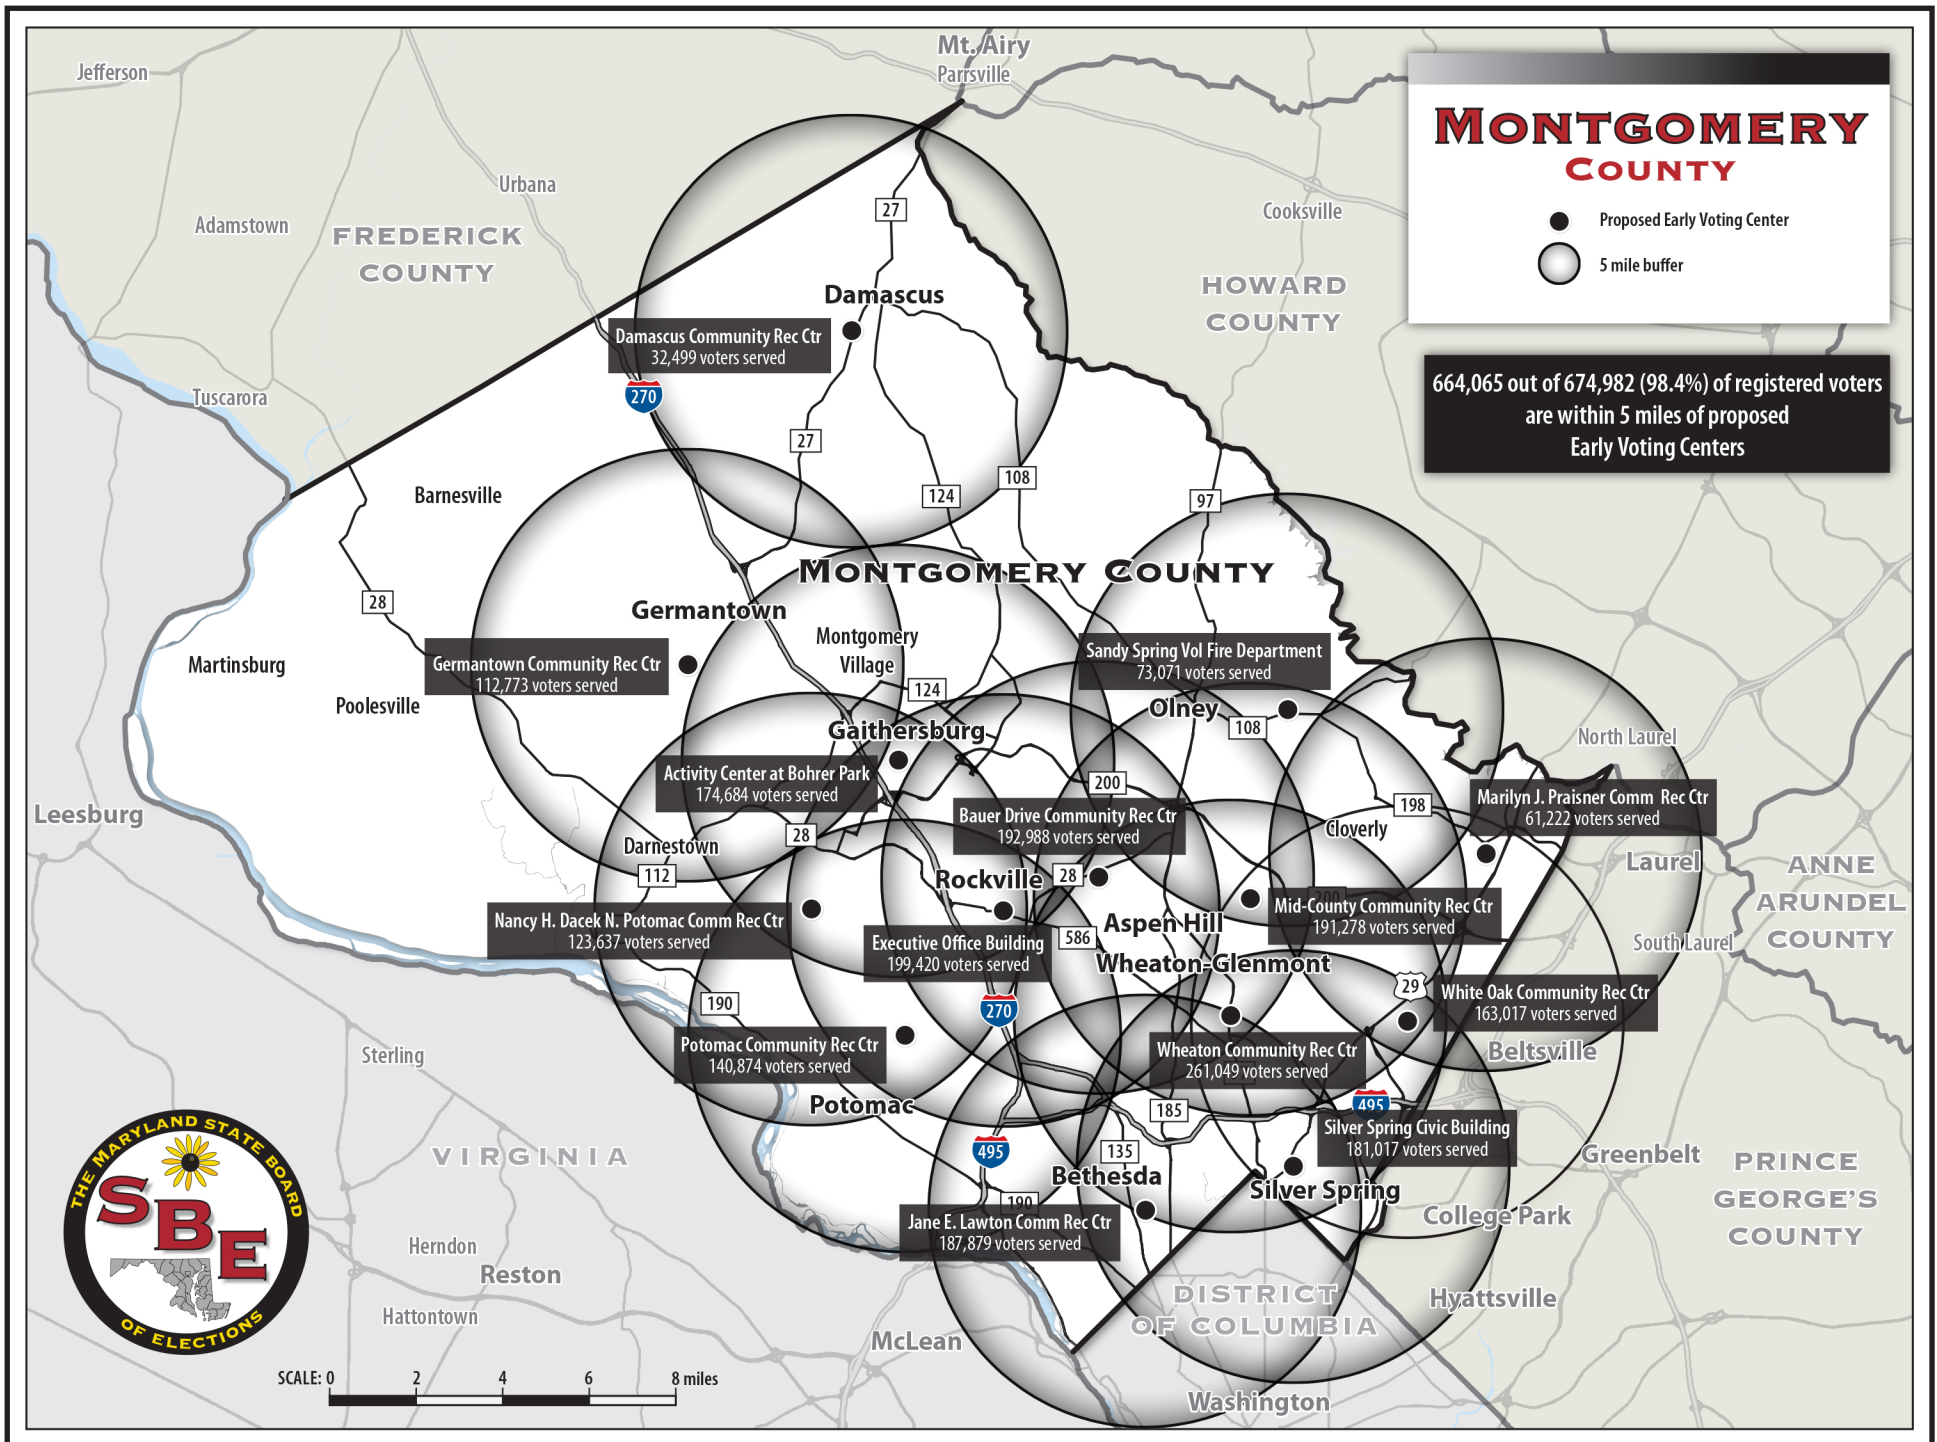 Mt. Airy
Parrsville
Jefferson
Urbana
Adamstown
FREDERICK
COUNTY
Tuscarora
Cooksville
HOWARD
COUNTY
MONTGOMERY
COUNTY
Proposed Early Voting Center
5 mile buffer
664,065 out of 674,982 (98.4%) of registered voters
are within 5 miles of proposed
Early Voting Centers
27
Damascus
Damascus Community Rec Ctr
32,499 voters served
270
27
124
108
97
Barnesville
MONTGOMERY COUNTY
28
Germantown
Montgomery
Village
Martinsburg
Germantown Community Rec Ctr
112,773 voters served
Poolesville
124
Sandy Spring Vol Fire Department
73,071 voters served
Olney
108
Gaithersburg
North Laurel
Activity Center at Bohrer Park
174,684 voters served
200
198
Marilyn J. Praisner Comm Rec Ctr
61,222 voters served
Leesburg
Bauer Drive Community Rec Ctr
192,988 voters served
Cloverly
28
Darnestown
112
Laurel
ANNE
ARUNDEL
COUNTY
Rockville
28
200
Mid-County Community Rec Ctr
191,278 voters served
Nancy H. Dacek N. Potomac Comm Rec Ctr
123,637 voters served
Aspen Hill
586
Executive Office Building
199,420 voters served
South Laurel
Wheaton-Glenmont
29
White Oak Community Rec Ctr
163,017 voters served
190
270
Potomac Community Rec Ctr
140,874 voters served
Wheaton Community Rec Ctr
261,049 voters served
Beltsville
Sterling
Potomac
185
495
Silver Spring Civic Building
181,017 voters served
VIRGINIA
495
135
Bethesda
Silver Spring
Greenbelt
PRINCE
GEORGE'S
COUNTY
190
Jane E. Lawton Comm Rec Ctr
187,879 voters served
College Park
THE MARYLAND STATE BOARD
SBE
OF ELECTIONS
Herndon
Reston
Hattontown
DISTRICT
OF COLUMBIA
Hyattsville
McLean
Washington
SCALE: 0 2 4 6 8 miles